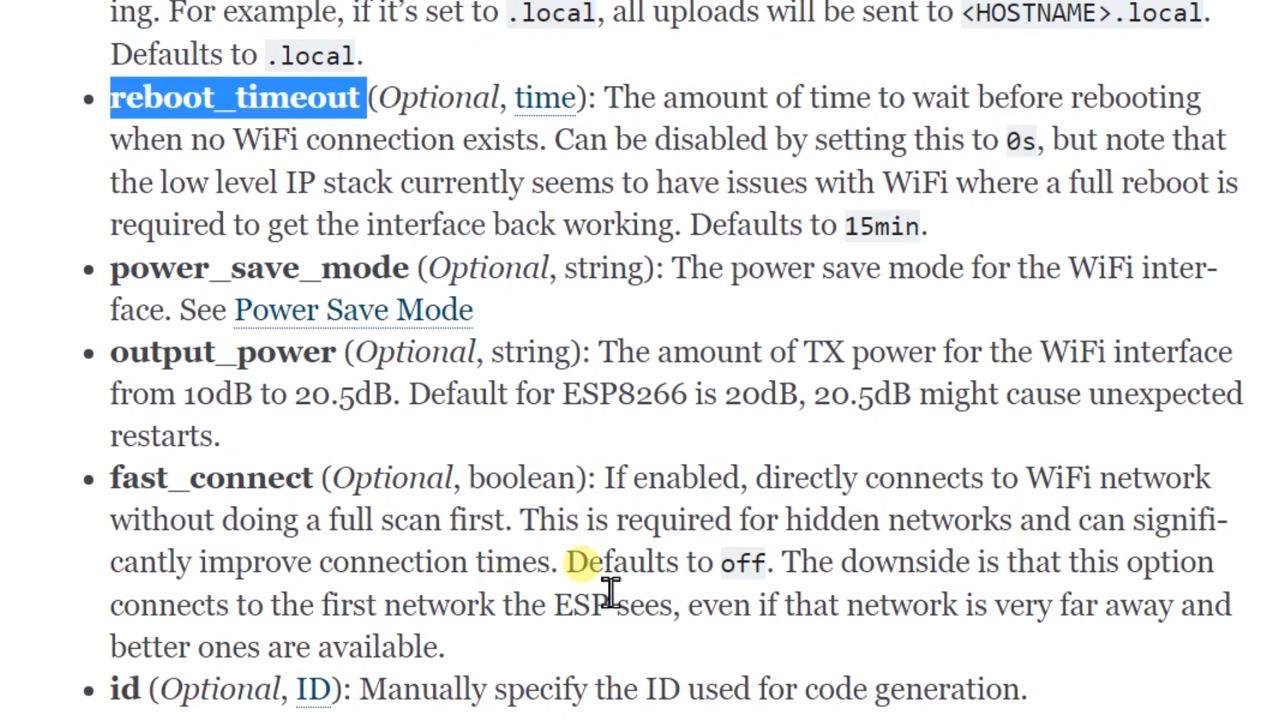 ing. For example, if it's set to .local, all uploads will be sent to <HOSTNAME>.local.
Defaults to .local.
• reboot_timeout (Optional, time): The amount of time to wait before rebooting
when no WiFi connection exists. Can be disabled by setting this to 0s, but note that
the low level IP stack currently seems to have issues with WiFi where a full reboot is
required to get the interface back working. Defaults to 15min.
• power_save_mode (Optional, string): The power save mode for the WiFi inter-
face. See Power Save Mode
• output_power (Optional, string): The amount of TX power for the WiFi interface
from 10dB to 20.5dB. Default for ESP8266 is 20dB, 20.5dB might cause unexpected
restarts.
• fast_connect (Optional, boolean): If enabled, directly connects to WiFi network
without doing a full scan first. This is required for hidden networks and can signifi-
cantly improve connection times. Defaults to off. The downside is that this option
connects to the first network the ESP sees, even if that network is very far away and
better ones are available.
• id (Optional, ID): Manually specify the ID used for code generation.